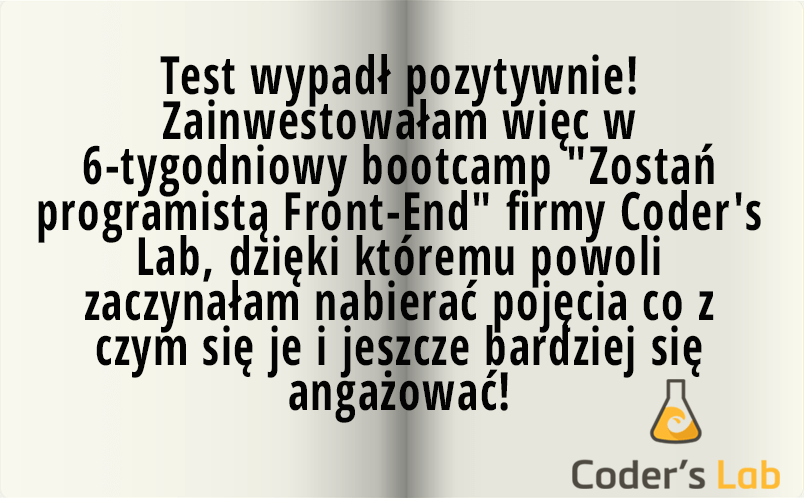 Test wypadł pozytywnie!
Zainwestowałam więc w
6-tygodniowy bootcamp "Zostań
programistą Front-End" firmy Coder's
Lab, dzięki któremu powoli
zaczynałam nabierać pojęcia co z
czym się je i jeszcze bardziej się
angażować!
Coder's Lab